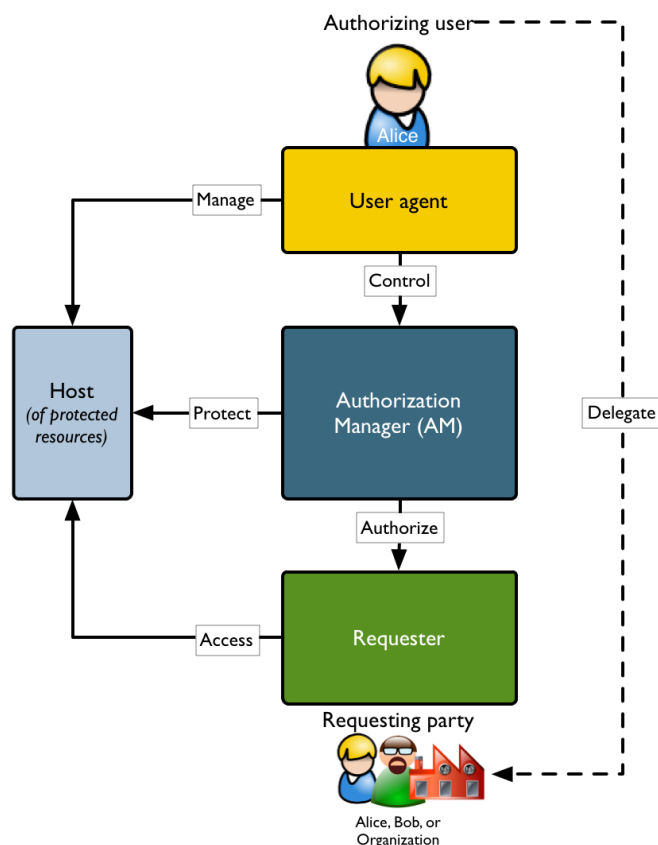 Authorizing user
Alice
User agent
Manage
Control
Host
(of protected
resources)
Protect
Authorization
Manager (AM)
Delegate
Authorize
Access
Requester
Requesting party
Alice, Bob, or
Organization